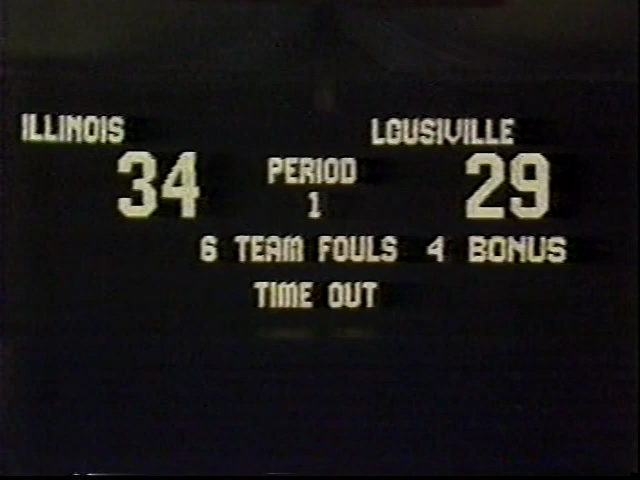 ILLINOIS LOUSIVILLE
34 PERIOD 29
1
6 TEAM FOULS 4 BONUS
TIME OUT